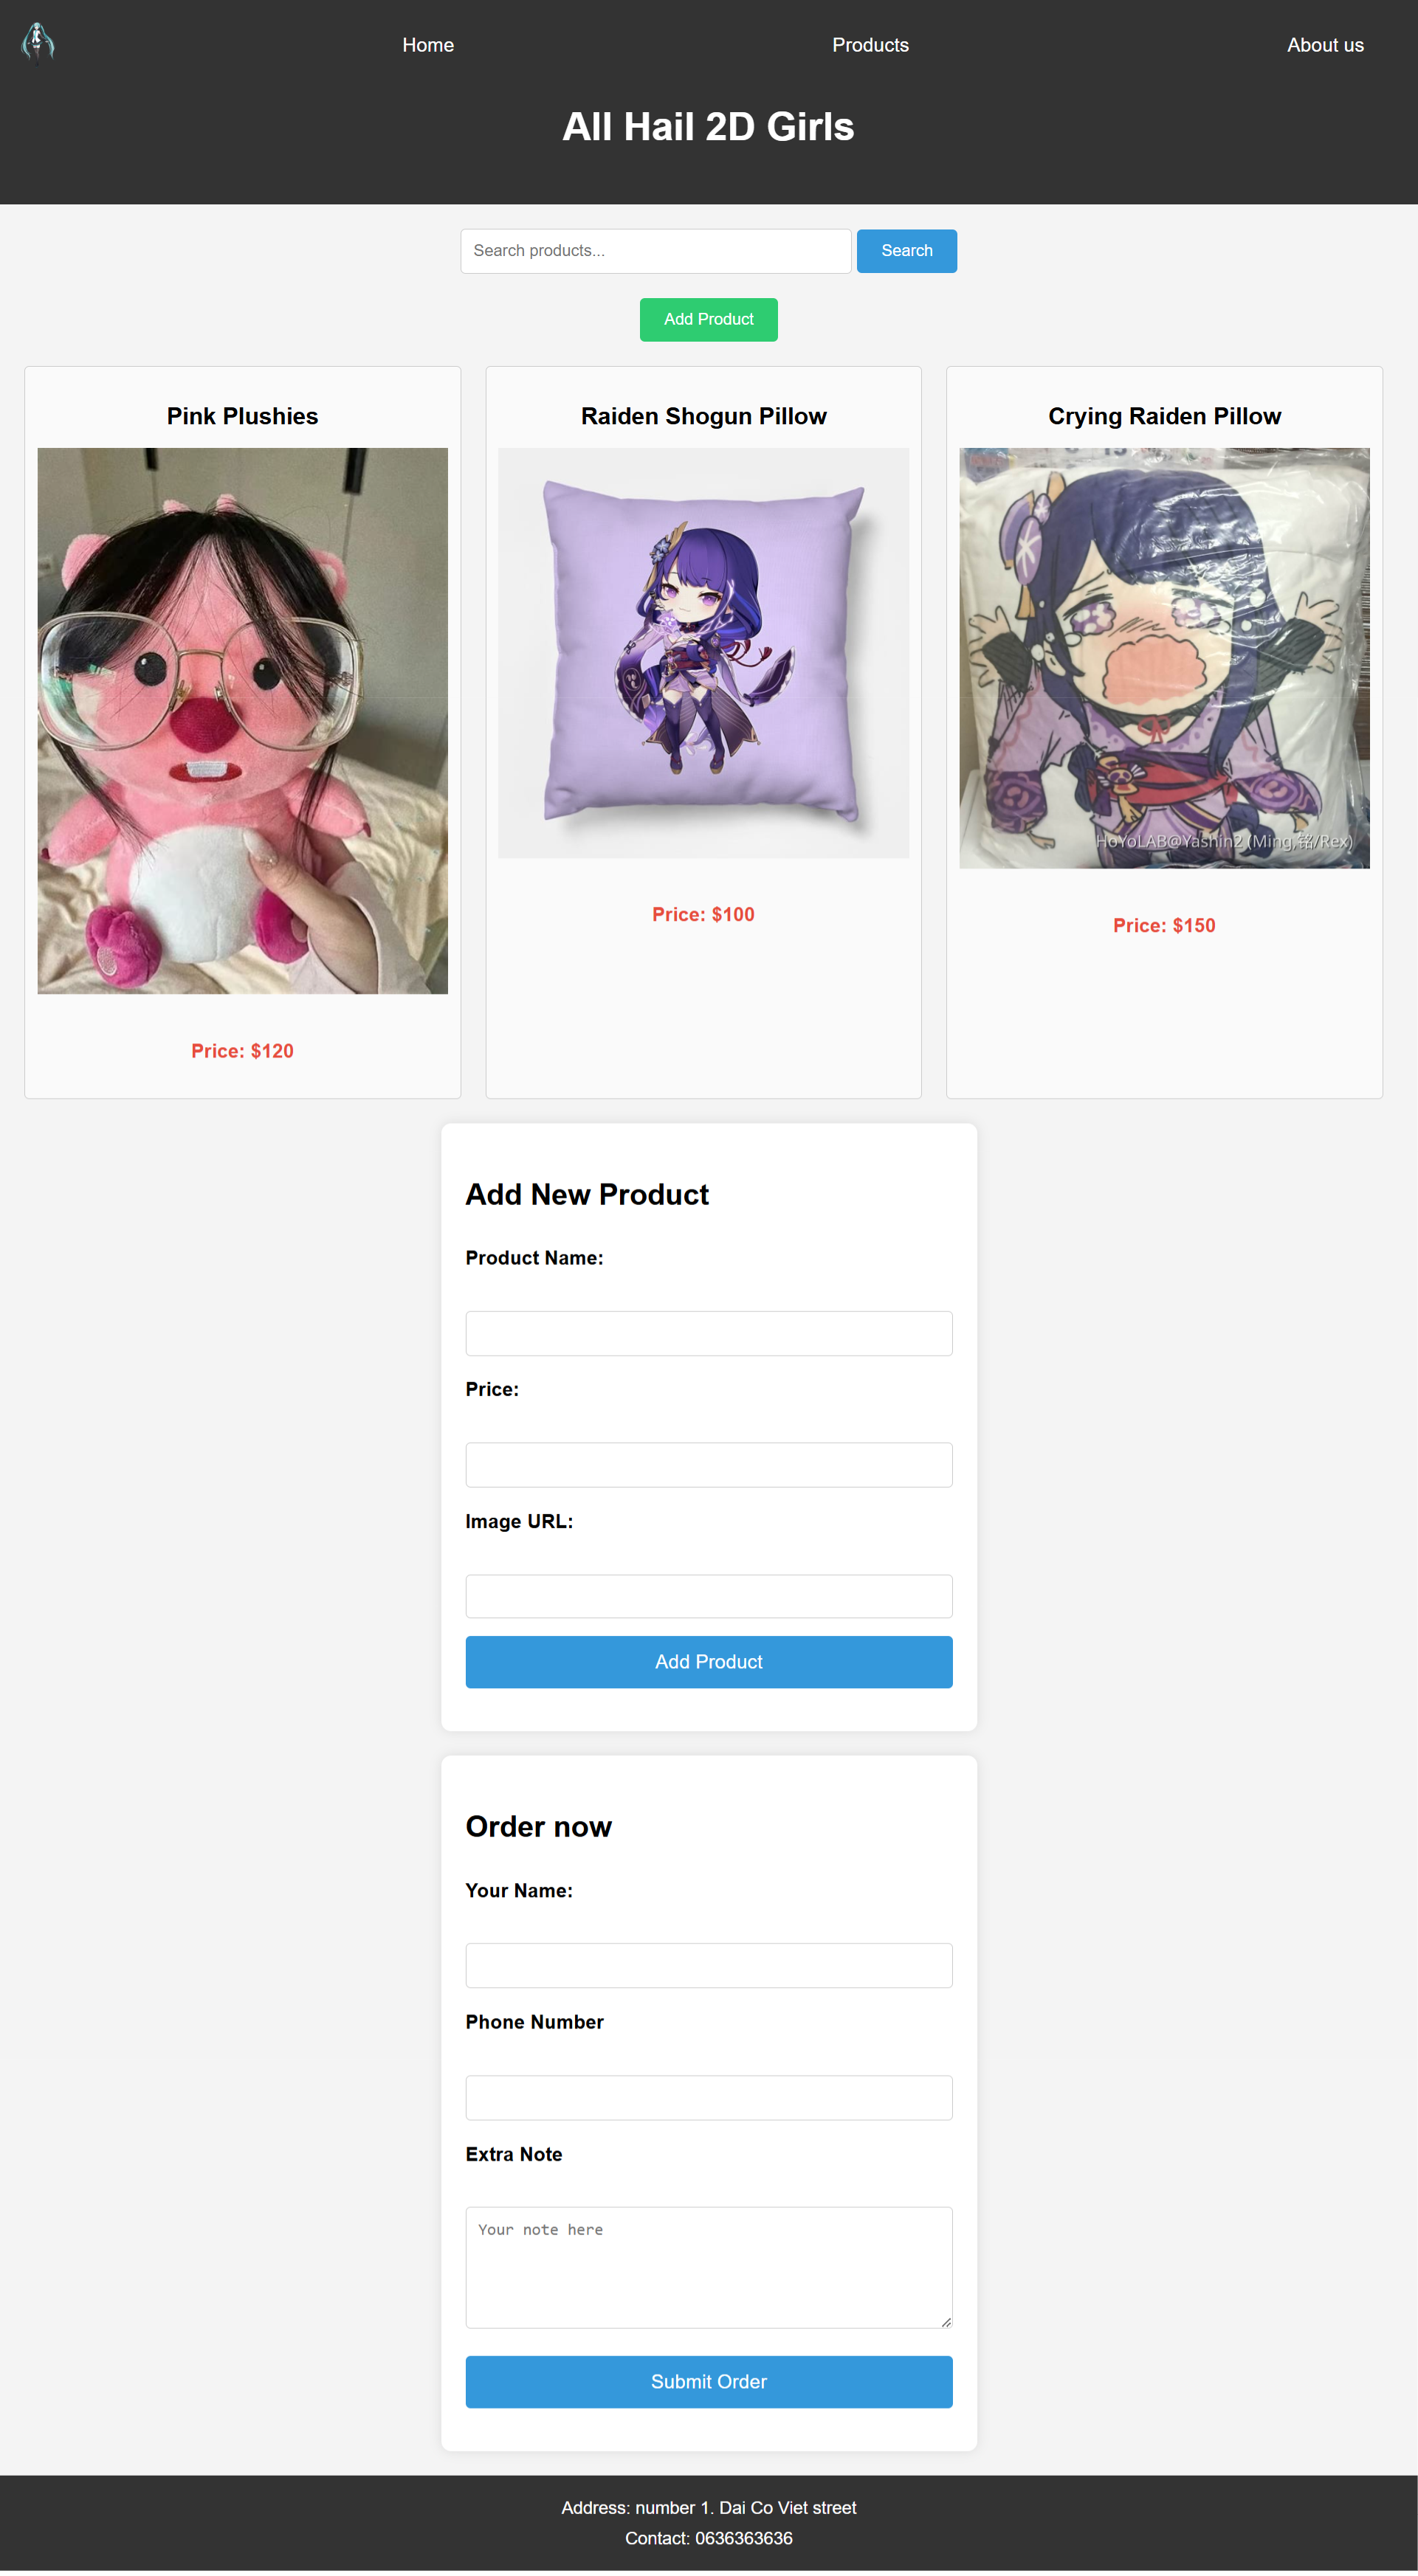 Home
Products
About us
All Hail 2D Girls
Search products...
Search
Add Product
Pink Plushies
Price: $120
Raiden Shogun Pillow
Price: $100
Crying Raiden Pillow
HoYoLAB@Yashin2 (Ming,铭/Rex)
Price: $150
Add New Product
Product Name:
Price:
Image URL:
Add Product
Order now
Your Name:
Phone Number
Extra Note
Your note here
Submit Order
Address: number 1. Dai Co Viet street
Contact: 0636363636